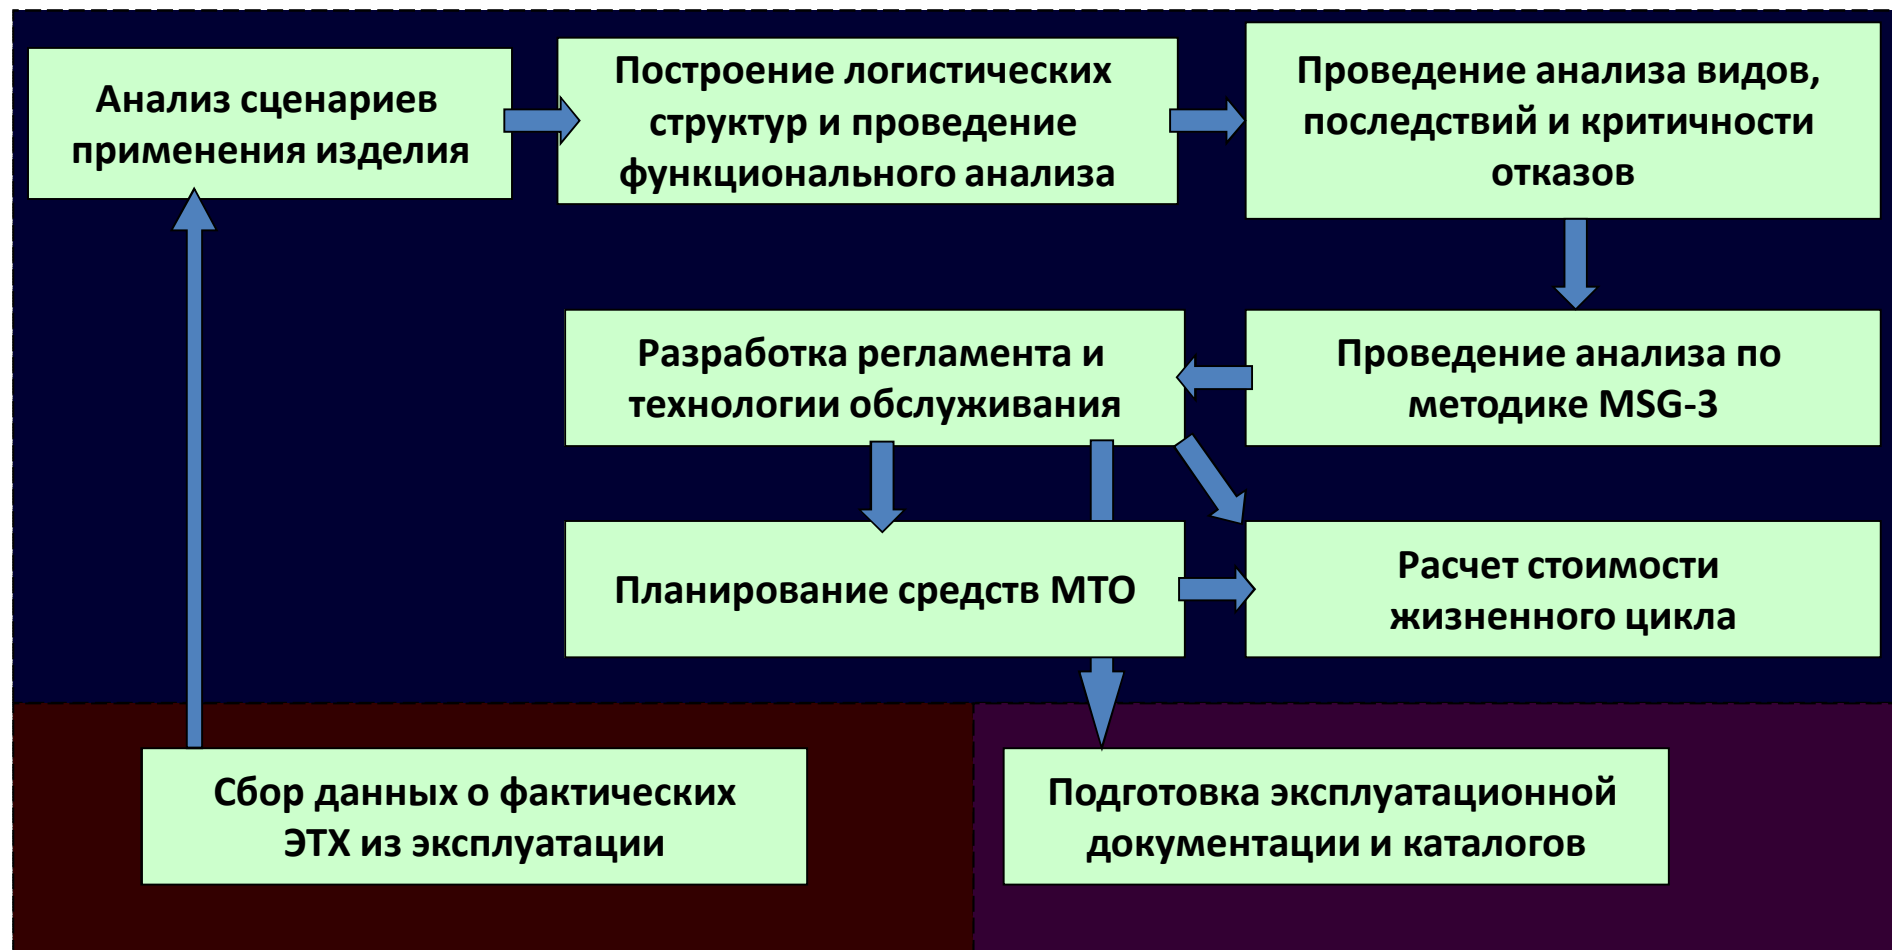 Анализ сценариев
применения изделия
Построение логистических
структур и проведение
функционального анализа
Проведение анализа видов,
последствий и критичности
отказов
Разработка регламента и
технологии обслуживания
Проведение анализа по
методике MSG-3
Планирование средств МТО
Расчет стоимости
жизненного цикла
Сбор данных о фактических
ЭТХ из эксплуатации
Подготовка эксплуатационной
документации и каталогов